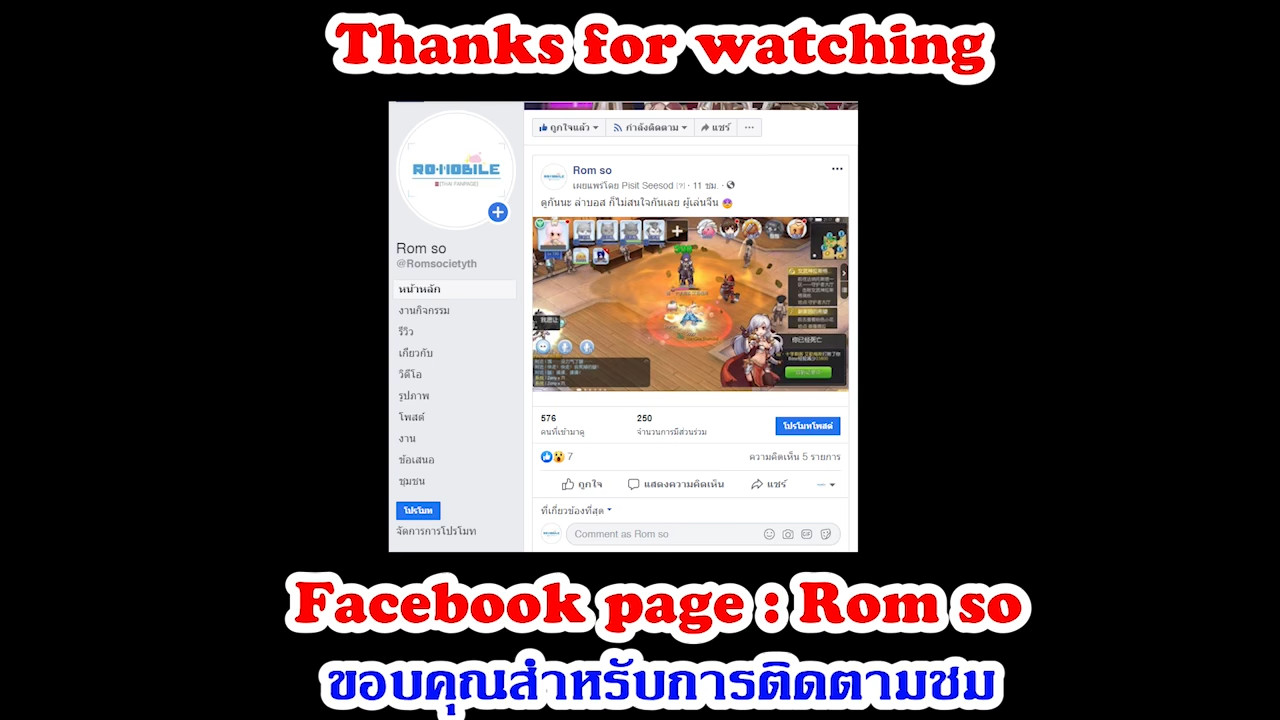 Thanks for watching
RO·MOBILE
[THAI FANPAGE]
Rom so
@Romsocietyth
หน้าหลัก
งานกิจกรรม
รีวิว
เกี่ยวกับ
วิดีโอ
รูปภาพ
โพสต์
งาน
ข้อเสนอ
ชุมชน
โปรโมท
จัดการการโปรโมท
ถูกใจแล้ว
กำลังติดตาม
แชร์
Rom so
เผยแพร่โดย Pisit Seesod [?] · 11 ชม. ·
ดูกันนะ ล่าบอส ก็ไม่สนใจกันเลย ผู้เล่นจีน
你已经死亡
576
คนที่เข้ามาดู
250
จำนวนการมีส่วนร่วม
โปรโมทโพสต์
7
ความคิดเห็น 5 รายการ
ถูกใจ
แสดงความคิดเห็น
แชร์
ที่เกี่ยวข้องที่สุด
Comment as Rom so
Facebook page : Rom so
ขอบคุณสำหรับการติดตามชม